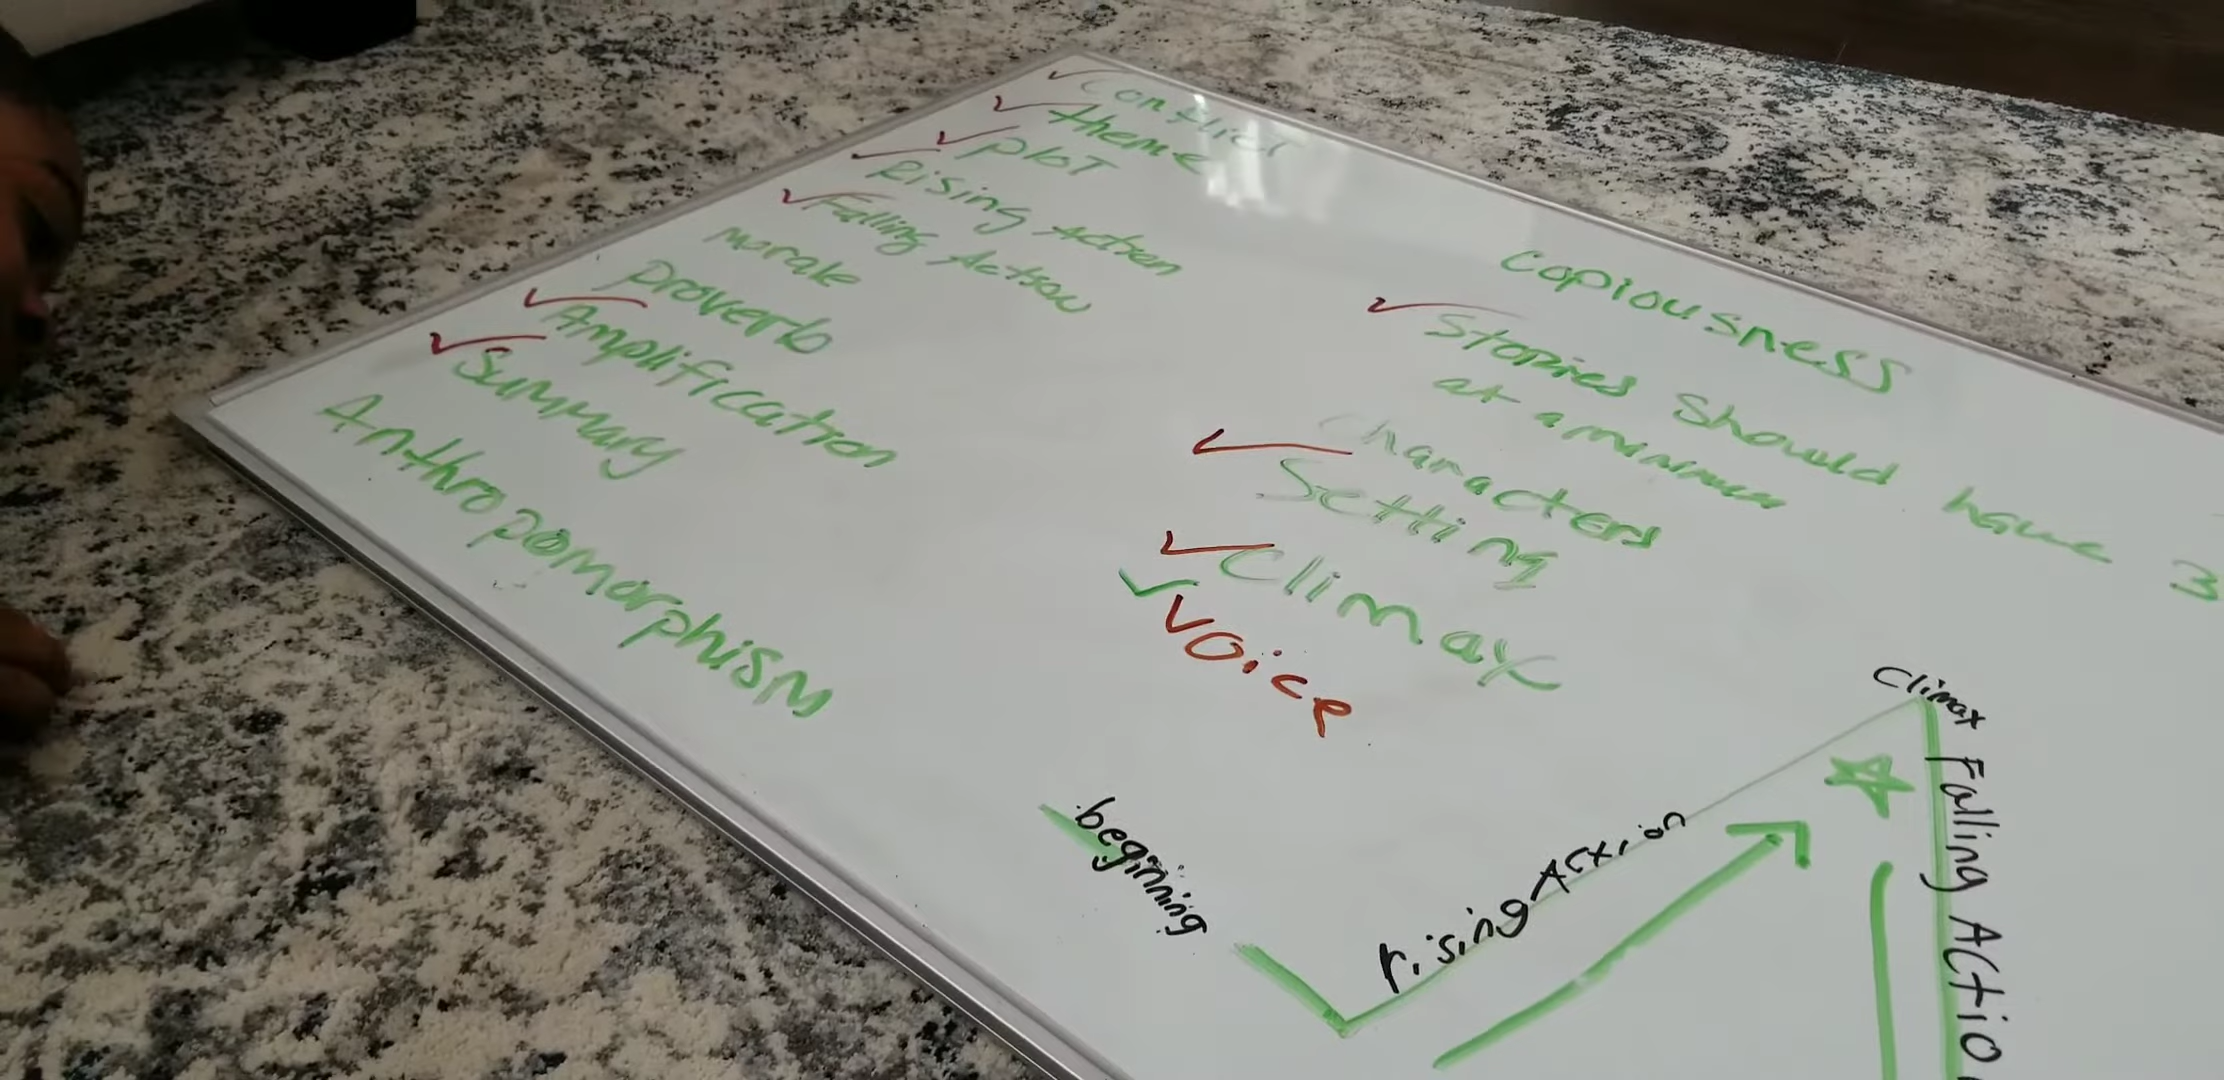 Conflict
theme
PloT
Rising Action
Falling Action
morale
proverb
Amplification
Summary
Anthropomorphism
Copiousness
Stories should have 3
at a minimum
Characters
Setting
Climax
Voice
beginning
rising Action
Climax
Falling Actio